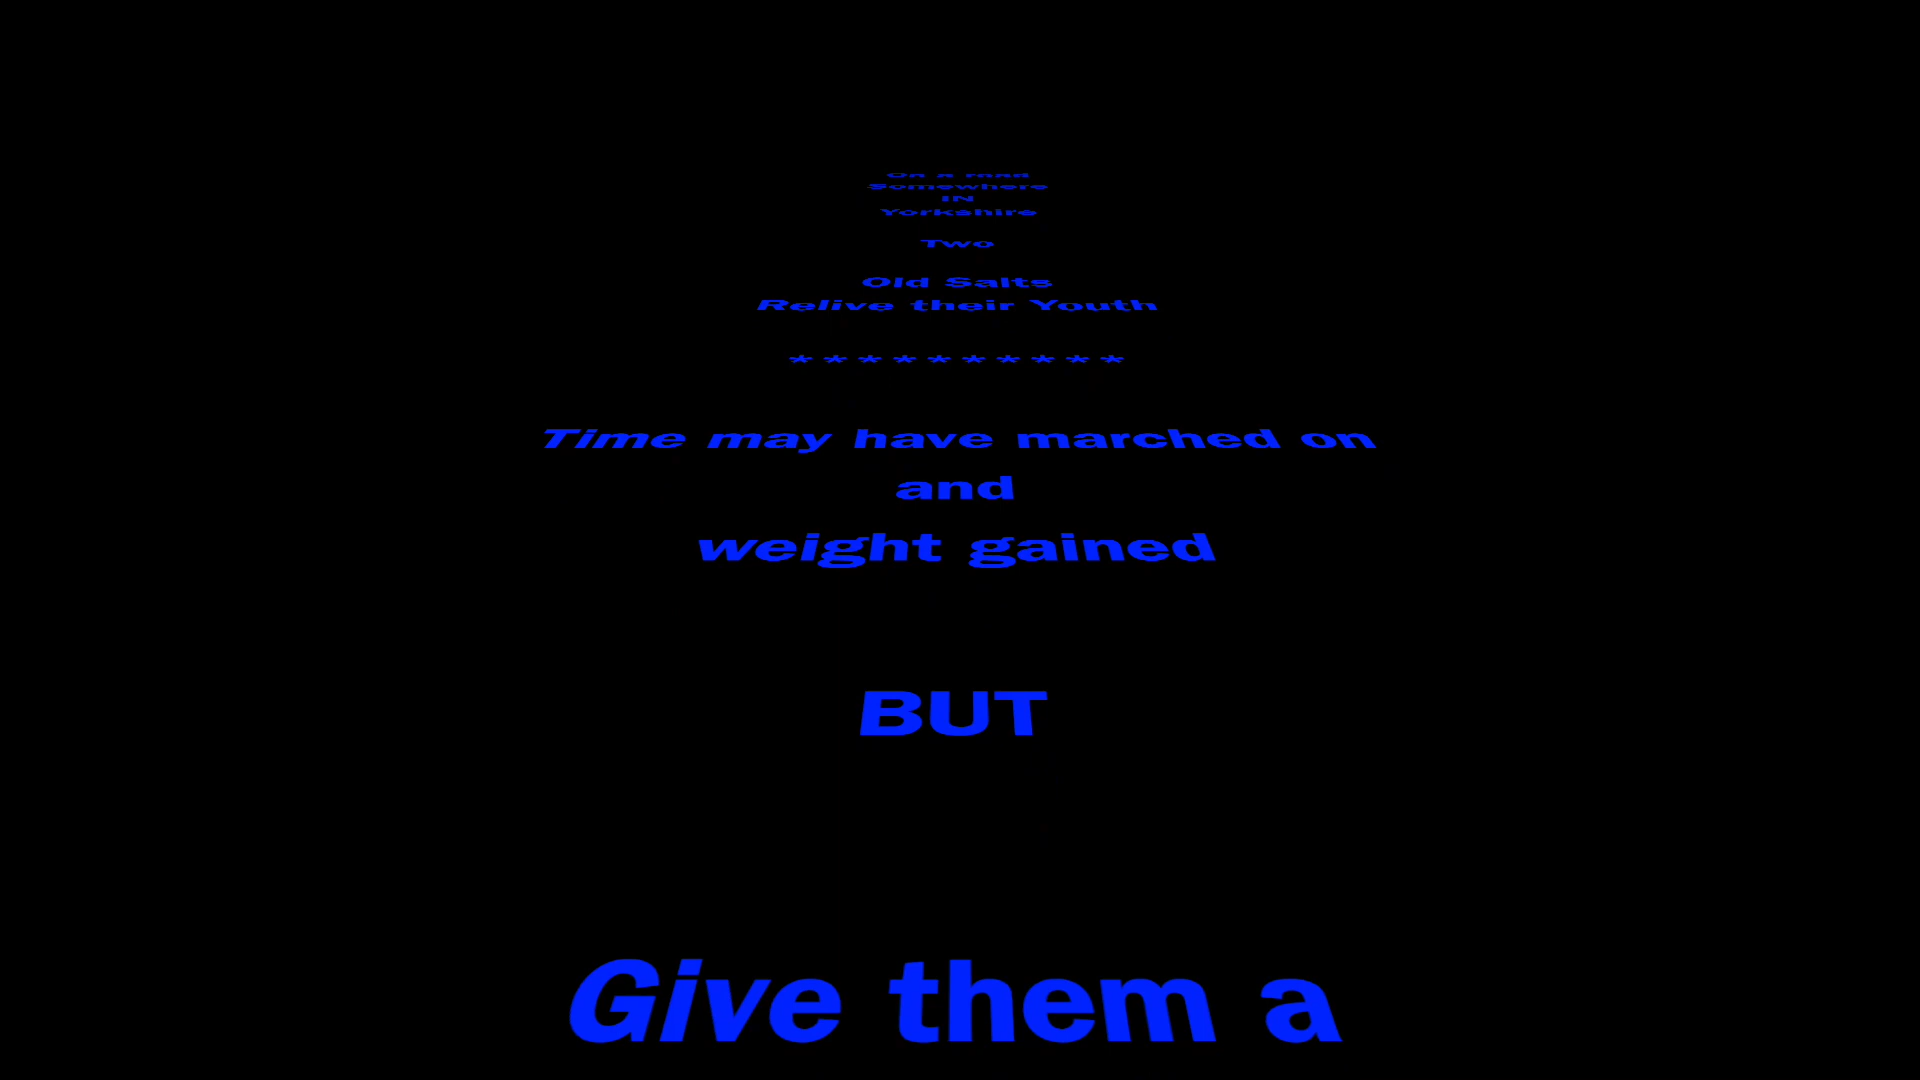 On a road
Somewhere
IN
Yorkshire
Two
Old Salts
Relive their Youth
* * * * * * * * * *
Time may have marched on
and
weight gained
BUT
Give them a